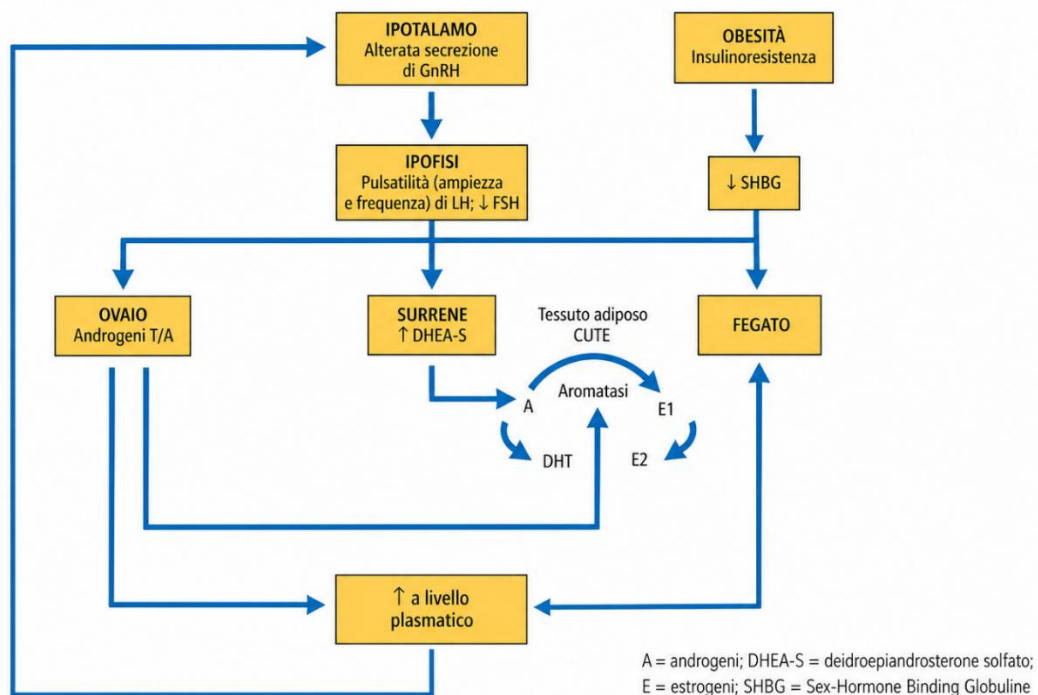 IPOTALAMO
Alterata secrezione
di GnRH
OBESITÀ
Insulinoresistenza
IPOFISI
Pulsatilità (ampiezza
e frequenza) di LH; ↓ FSH
↓ SHBG
OVAIO
Androgeni T/A
SURRENE
↑ DHEA-S
Tessuto adiposo
CUTE
FEGATO
Aromatasi
A
E1
DHT
E2
↑ a livello
plasmatico
A = androgeni; DHEA-S = deidroepiandrosterone solfato;
E = estrogeni; SHBG = Sex-Hormone Binding Globuline